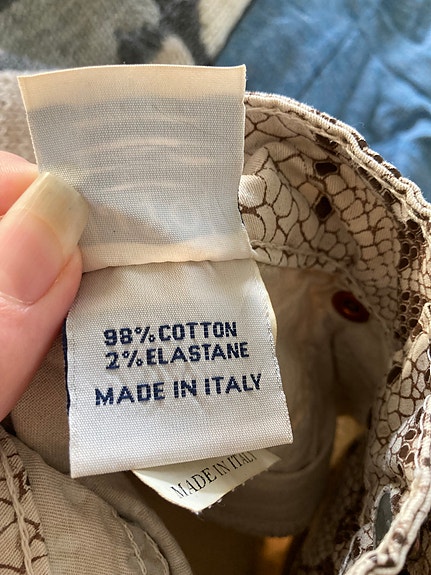 98% COTTON
2% ELASTANE
MADE IN ITALY
MADE IN ITALY